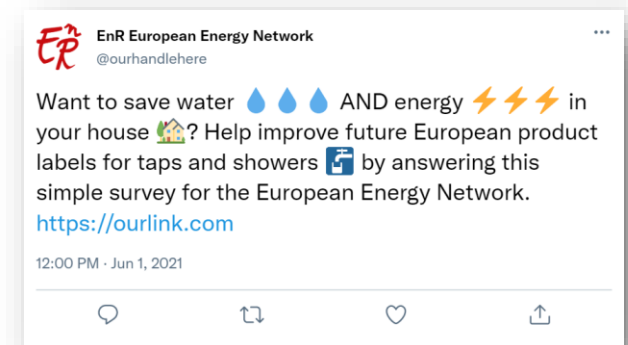 EnR
EnR European Energy Network
@ourhandlehere
Want to save water 💧 💧 💧 AND energy ⚡⚡⚡ in
your house 🏡? Help improve future European product
labels for taps and showers 🚰 by answering this
simple survey for the European Energy Network.
https://ourlink.com
12:00 PM · Jun 1, 2021